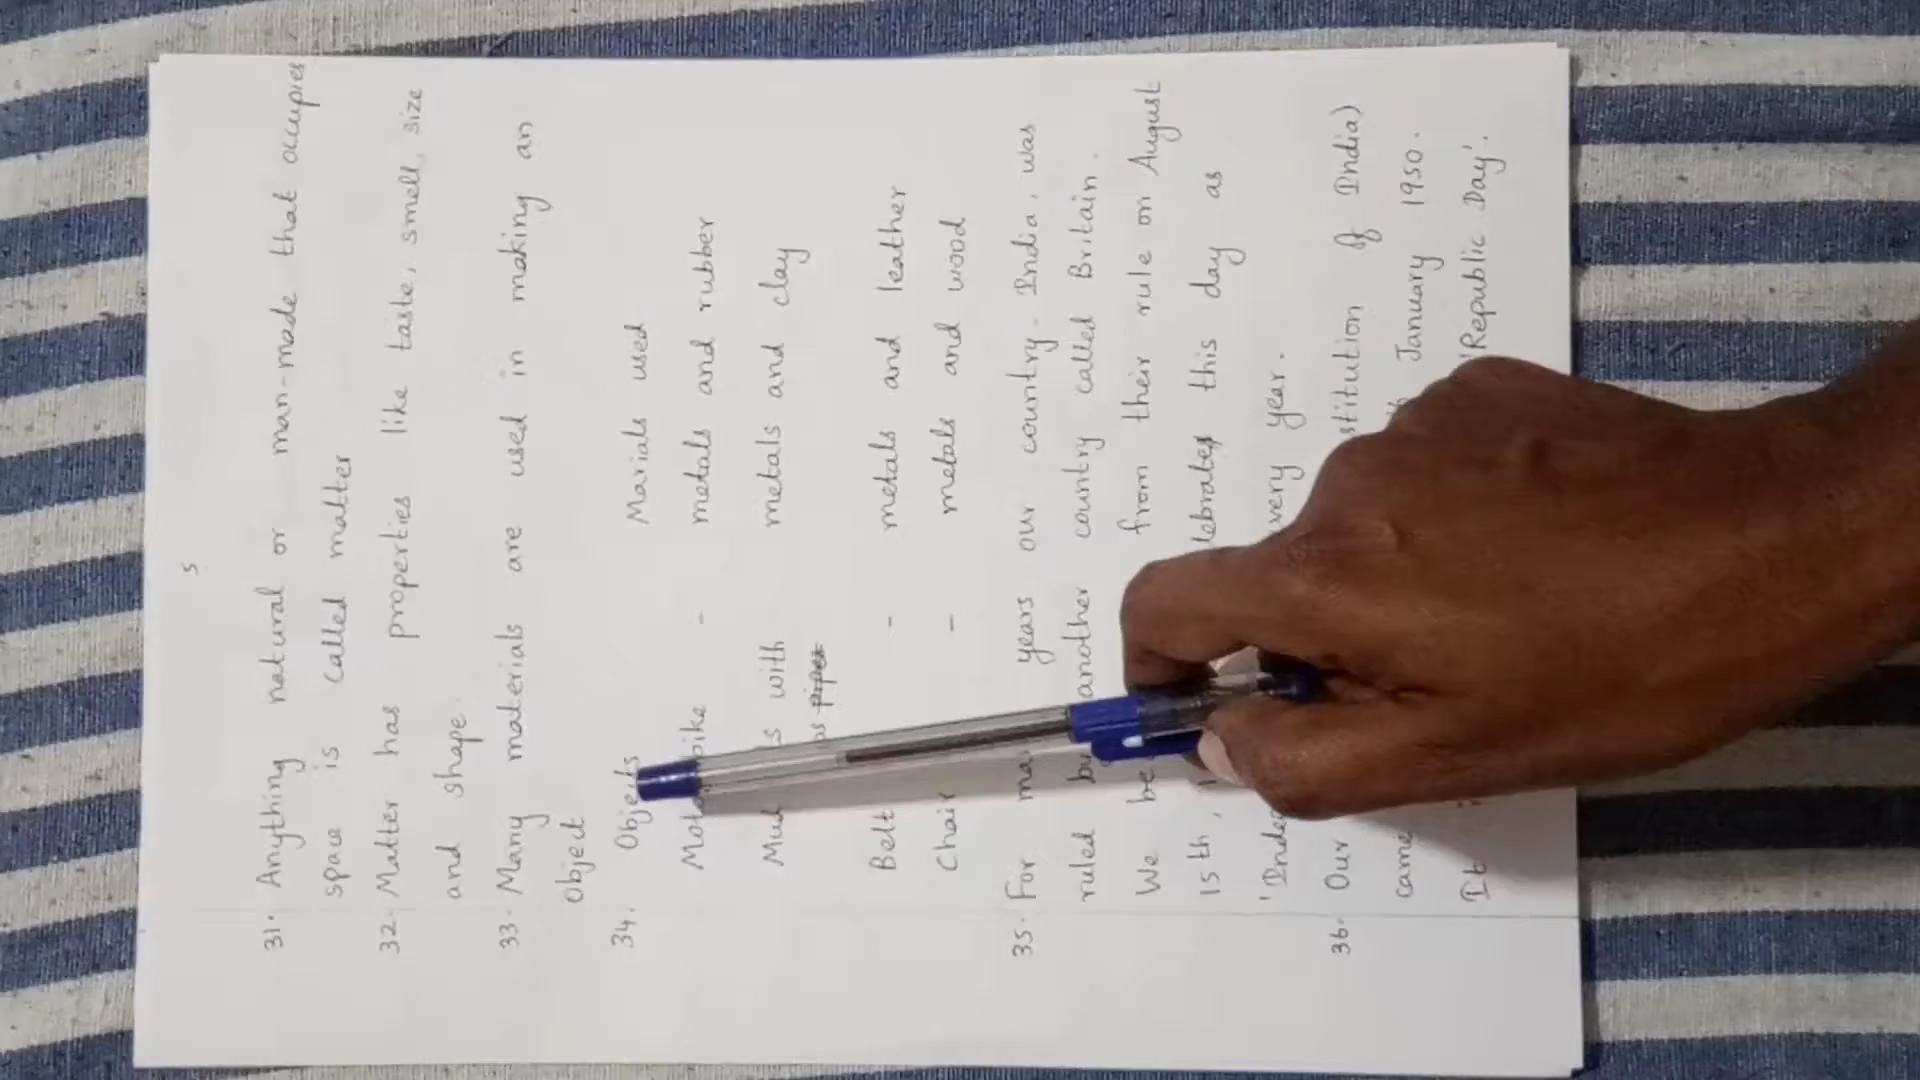 5
31. Anything natural or man-made that occupies
space is called matter
32. Matter has properties like taste, smell, size
and shape.
33. Many materials are used in making an
object
34. Objects Marials used
bike - metals and rubber
with metals and clay
Belt - metals and leather
Chair - metals and wood
35. For years our country - India, was
ruled another country called Britain.
We from their rule on August
15th, this day as
year.
36. Our of India)
came January 1950.
It 'Republic Day'.